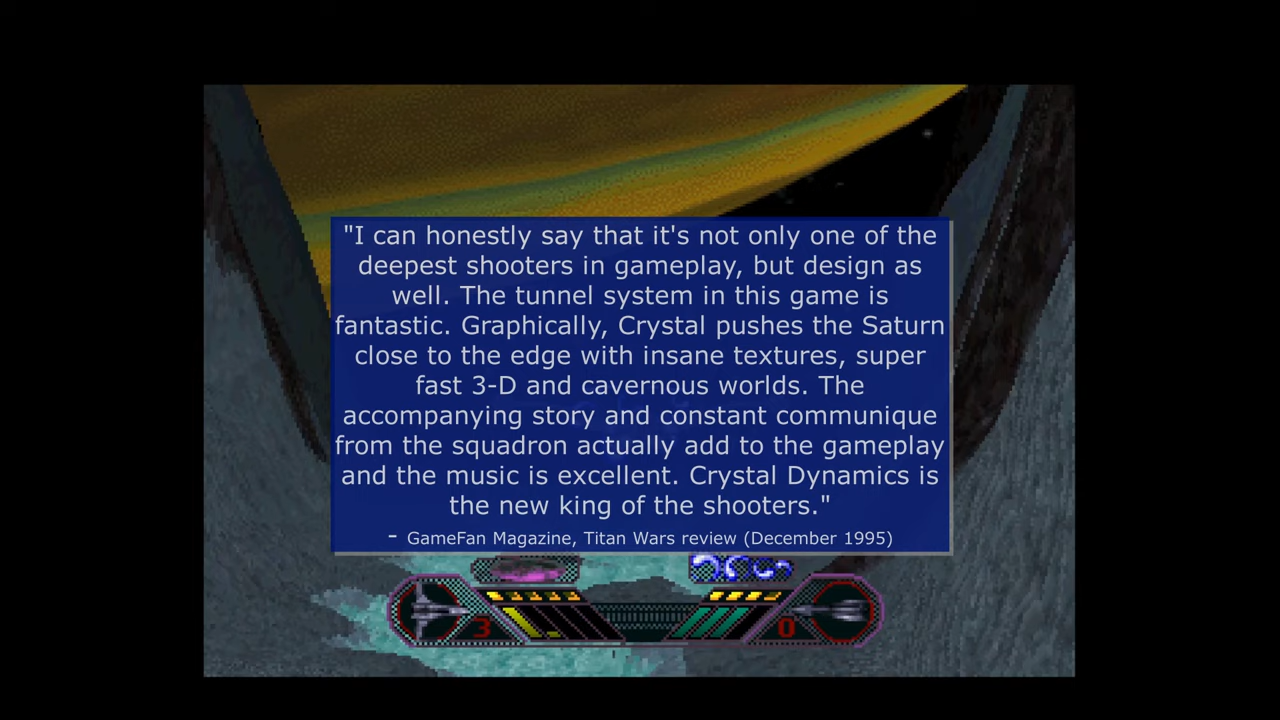 "I can honestly say that it's not only one of the
deepest shooters in gameplay, but design as
well. The tunnel system in this game is
fantastic. Graphically, Crystal pushes the Saturn
close to the edge with insane textures, super
fast 3-D and cavernous worlds. The
accompanying story and constant communique
from the squadron actually add to the gameplay
and the music is excellent. Crystal Dynamics is
the new king of the shooters."
- GameFan Magazine, Titan Wars review (December 1995)
3 0